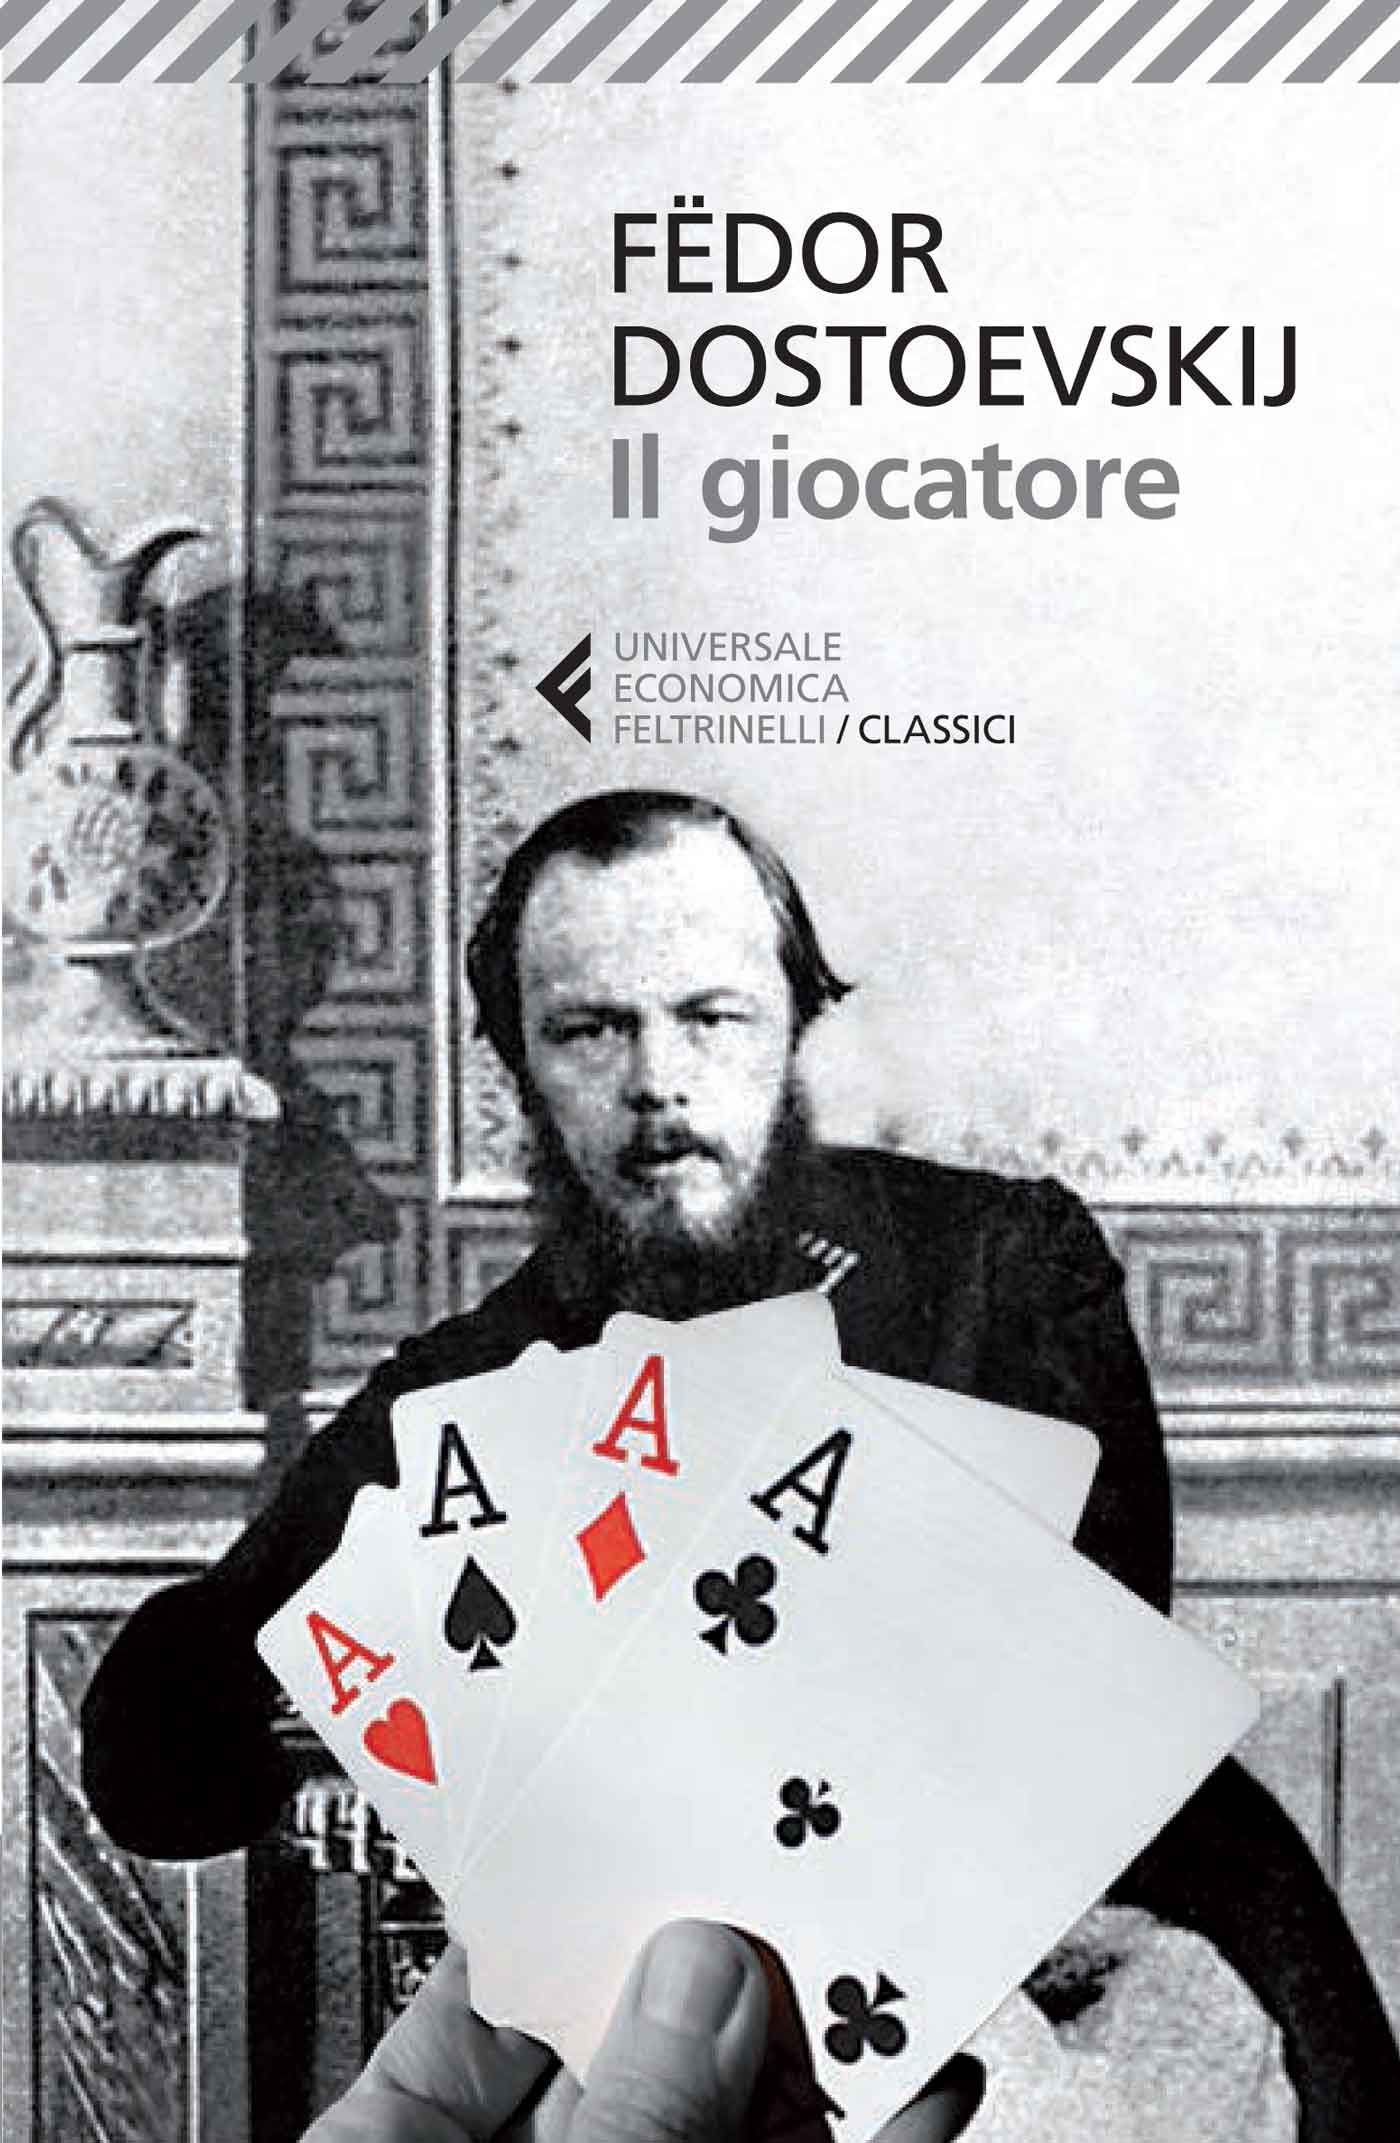 FËDOR
DOSTOEVSKIJ
Il giocatore
UNIVERSALE
ECONOMICA
FELTRINELLI / CLASSICI
A
A
A
A